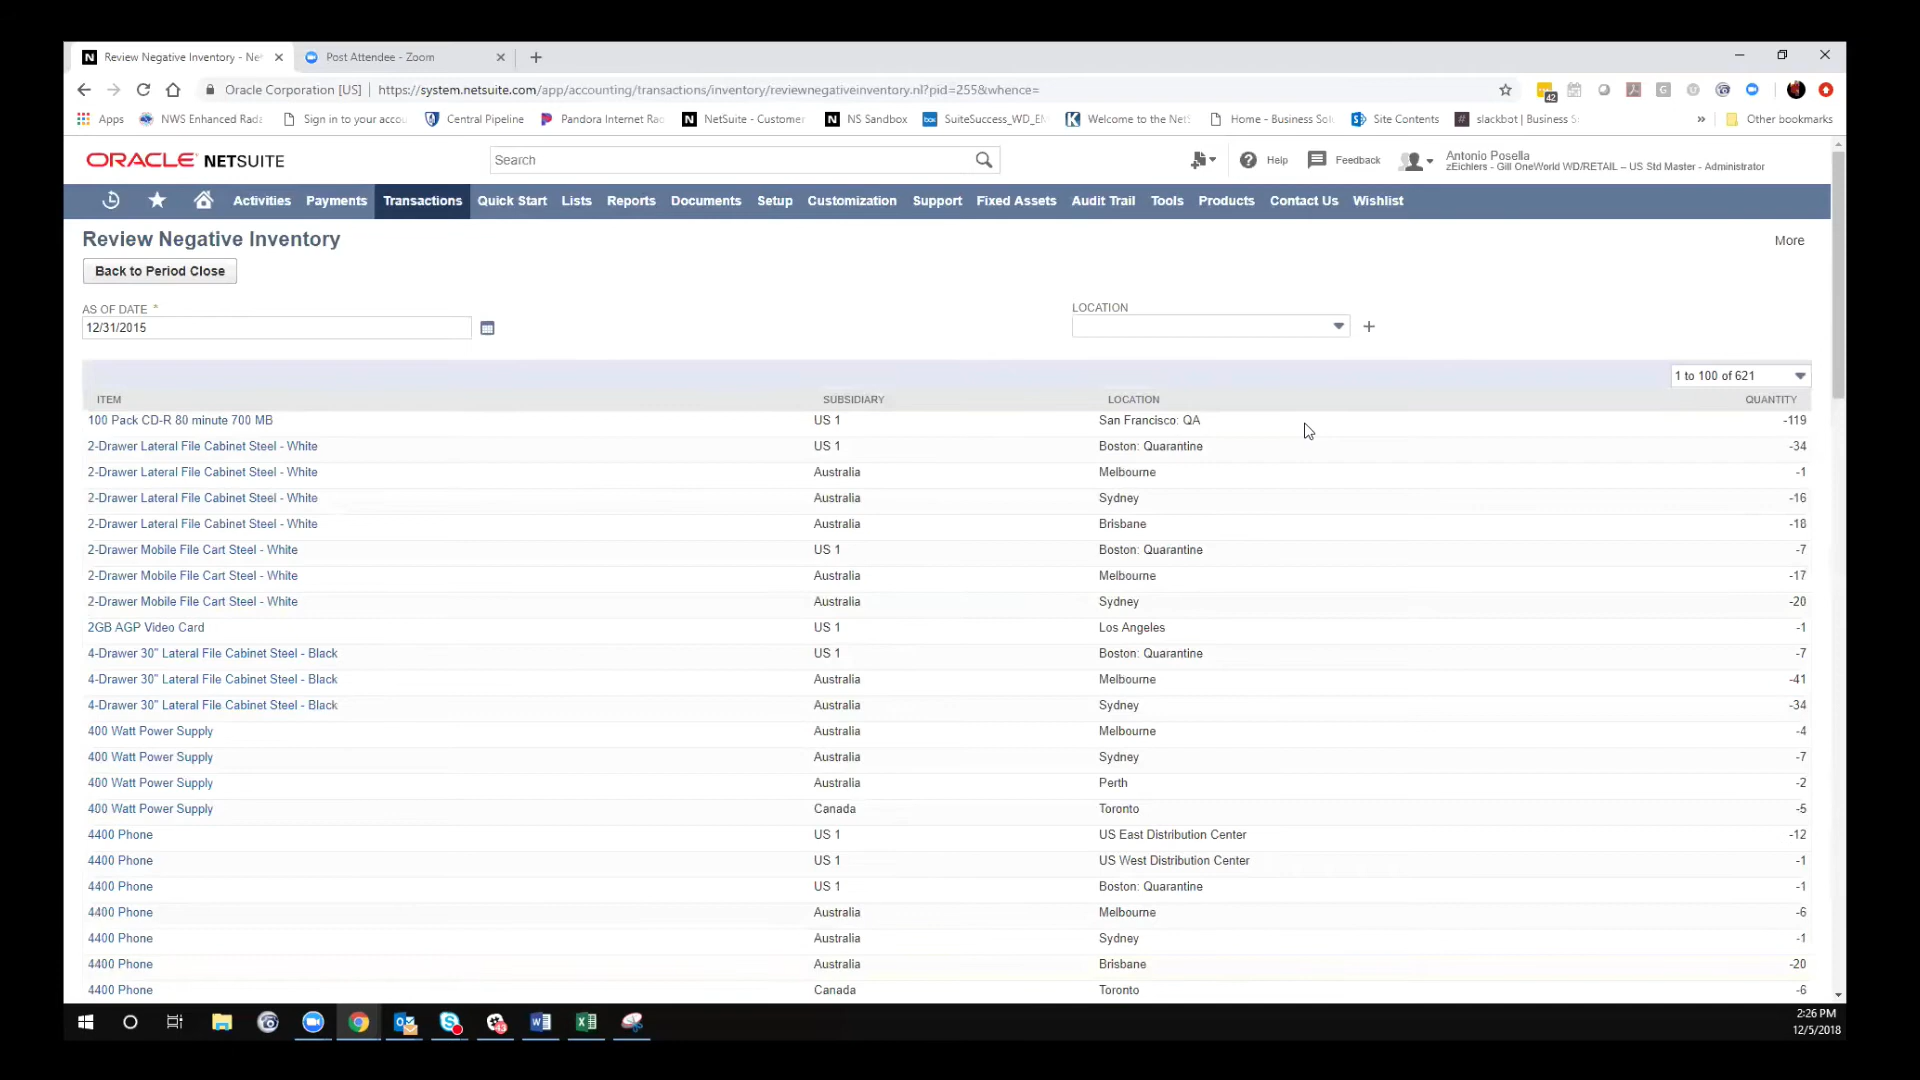 Review Negative Inventory - Net
Post Attendee - Zoom
Oracle Corporation [US] | https://system.netsuite.com/app/accounting/transactions/inventory/reviewnegativeinventory.nl?pid=255&whence=
42
Apps
NWS Enhanced Rada
Sign in to your accou
Central Pipeline
Pandora Internet Rad
NetSuite - Customer
NS Sandbox
SuiteSuccess_WD_EM
Welcome to the NetS
Home - Business Solu
Site Contents
slackbot | Business S
»
Other bookmarks
ORACLE NETSUITE
Search
Help
Feedback
Antonio Posella
zEichlers - Gill OneWorld WD/RETAIL – US Std Master - Administrator
Activities Payments Transactions Quick Start Lists Reports Documents Setup Customization Support Fixed Assets Audit Trail Tools Products Contact Us Wishlist
Review Negative Inventory
More
Back to Period Close
AS OF DATE *
12/31/2015
LOCATION
1 to 100 of 621
ITEM SUBSIDIARY LOCATION QUANTITY
100 Pack CD-R 80 minute 700 MB US 1 San Francisco: QA -119
2-Drawer Lateral File Cabinet Steel - White US 1 Boston: Quarantine -34
2-Drawer Lateral File Cabinet Steel - White Australia Melbourne -1
2-Drawer Lateral File Cabinet Steel - White Australia Sydney -16
2-Drawer Lateral File Cabinet Steel - White Australia Brisbane -18
2-Drawer Mobile File Cart Steel - White US 1 Boston: Quarantine -7
2-Drawer Mobile File Cart Steel - White Australia Melbourne -17
2-Drawer Mobile File Cart Steel - White Australia Sydney -20
2GB AGP Video Card US 1 Los Angeles -1
4-Drawer 30" Lateral File Cabinet Steel - Black US 1 Boston: Quarantine -7
4-Drawer 30" Lateral File Cabinet Steel - Black Australia Melbourne -41
4-Drawer 30" Lateral File Cabinet Steel - Black Australia Sydney -34
400 Watt Power Supply Australia Melbourne -4
400 Watt Power Supply Australia Sydney -7
400 Watt Power Supply Australia Perth -2
400 Watt Power Supply Canada Toronto -5
4400 Phone US 1 US East Distribution Center -12
4400 Phone US 1 US West Distribution Center -1
4400 Phone US 1 Boston: Quarantine -1
4400 Phone Australia Melbourne -6
4400 Phone Australia Sydney -1
4400 Phone Australia Brisbane -20
4400 Phone Canada Toronto -6
2:26 PM
12/5/2018